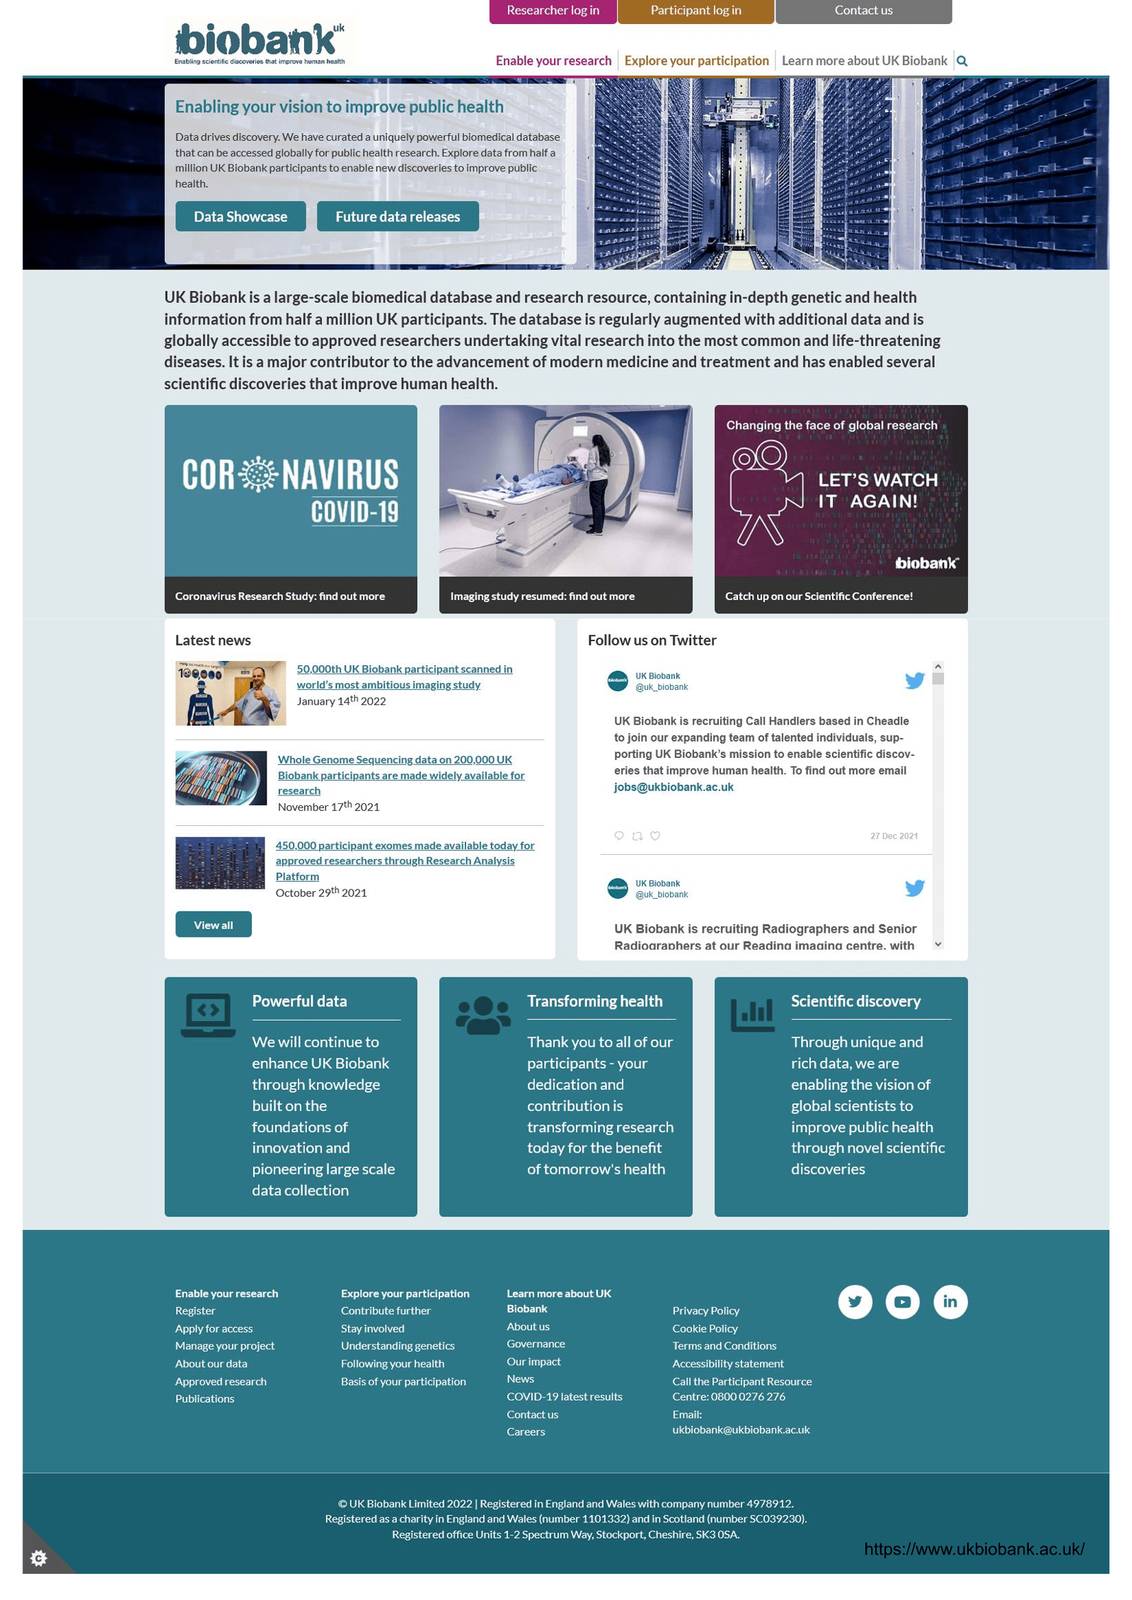 Researcher log in
Participant log in
Contact us
biobank uk
Enabling scientific discoveries that improve human health
Enable your research
Explore your participation
Learn more about UK Biobank
Enabling your vision to improve public health
Data drives discovery. We have curated a uniquely powerful biomedical database
that can be accessed globally for public health research. Explore data from half a
million UK Biobank participants to enable new discoveries to improve public
health.
Data Showcase
Future data releases
UK Biobank is a large-scale biomedical database and research resource, containing in-depth genetic and health
information from half a million UK participants. The database is regularly augmented with additional data and is
globally accessible to approved researchers undertaking vital research into the most common and life-threatening
diseases. It is a major contributor to the advancement of modern medicine and treatment and has enabled several
scientific discoveries that improve human health.
CORONAVIRUS
COVID-19
Coronavirus Research Study: find out more
Imaging study resumed: find out more
Changing the face of global research
LET'S WATCH
IT AGAIN!
biobank
Catch up on our Scientific Conference!
Latest news
50,000th UK Biobank participant scanned in
world's most ambitious imaging study
January 14th 2022
Whole Genome Sequencing data on 200,000 UK
Biobank participants are made widely available for
research
November 17th 2021
450,000 participant exomes made available today for
approved researchers through Research Analysis
Platform
October 29th 2021
View all
Follow us on Twitter
biobank
UK Biobank
@uk_biobank
UK Biobank is recruiting Call Handlers based in Cheadle
to join our expanding team of talented individuals, sup-
porting UK Biobank's mission to enable scientific discov-
eries that improve human health. To find out more email
jobs@ukbiobank.ac.uk
27 Dec 2021
biobank
UK Biobank
@uk_biobank
UK Biobank is recruiting Radiographers and Senior
Radiographers at our Reading imaging centre, with
Powerful data
We will continue to
enhance UK Biobank
through knowledge
built on the
foundations of
innovation and
pioneering large scale
data collection
Transforming health
Thank you to all of our
participants - your
dedication and
contribution is
transforming research
today for the benefit
of tomorrow's health
Scientific discovery
Through unique and
rich data, we are
enabling the vision of
global scientists to
improve public health
through novel scientific
discoveries
Enable your research
Register
Apply for access
Manage your project
About our data
Approved research
Publications
Explore your participation
Contribute further
Stay involved
Understanding genetics
Following your health
Basis of your participation
Learn more about UK
Biobank
About us
Governance
Our impact
News
COVID-19 latest results
Contact us
Careers
Privacy Policy
Cookie Policy
Terms and Conditions
Accessibility statement
Call the Participant Resource
Centre: 0800 0276 276
Email:
ukbiobank@ukbiobank.ac.uk
© UK Biobank Limited 2022 | Registered in England and Wales with company number 4978912.
Registered as a charity in England and Wales (number 1101332) and in Scotland (number SC039230).
Registered office Units 1-2 Spectrum Way, Stockport, Cheshire, SK3 0SA.
https://www.ukbiobank.ac.uk/